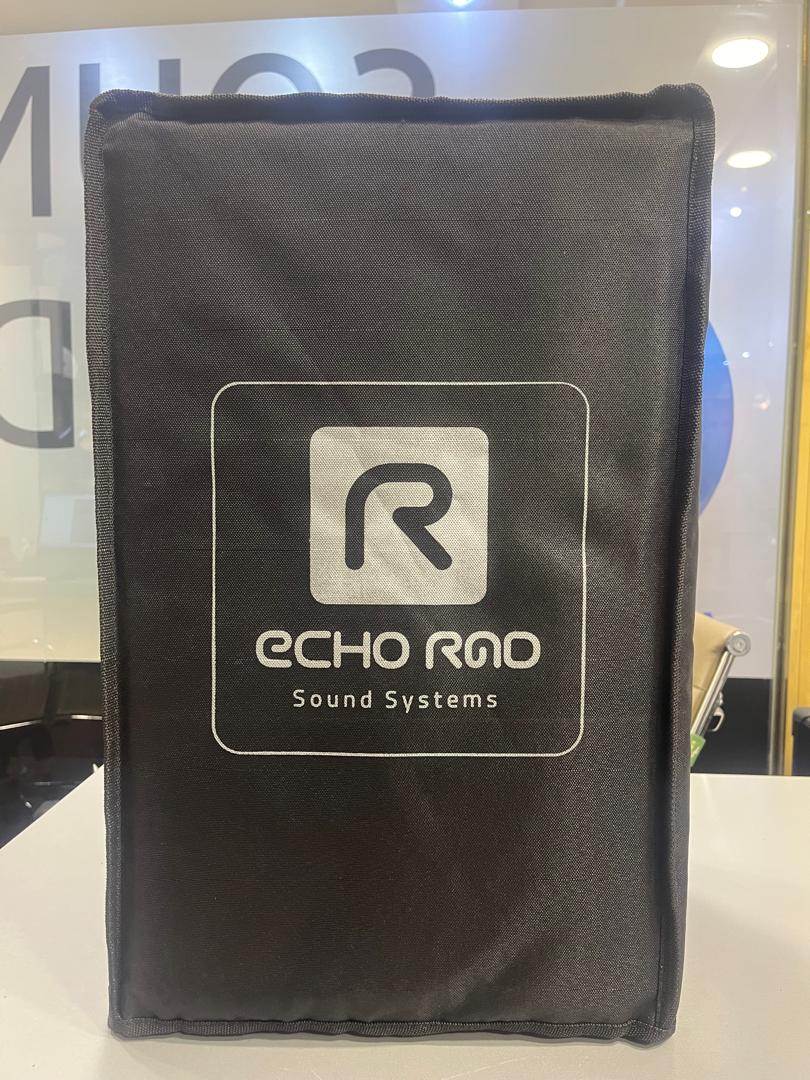 R
ECHO RAD
Sound Systems